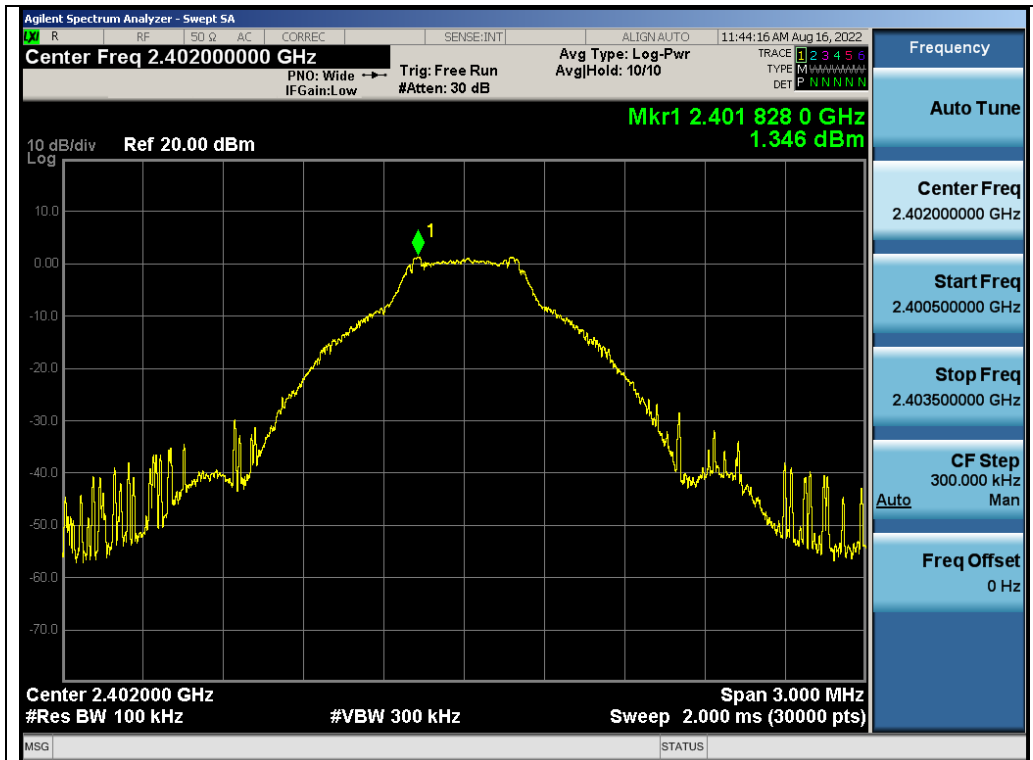 Agilent Spectrum Analyzer - Swept SA
LXI R RF 50 Ω AC CORREC SENSE:INT ALIGN AUTO 11:44:16 AM Aug 16, 2022
Center Freq 2.402000000 GHz
PNO: Wide
IFGain:Low
Trig: Free Run
#Atten: 30 dB
Avg Type: Log-Pwr
Avg|Hold: 10/10
TRACE 1 2 3 4 5 6
TYPE M
DET P N N N N N
Mkr1 2.401 828 0 GHz
1.346 dBm
10 dB/div Ref 20.00 dBm
Log
10.0
1
0.00
-10.0
-20.0
-30.0
-40.0
-50.0
-60.0
-70.0
Center 2.402000 GHz Span 3.000 MHz
#Res BW 100 kHz #VBW 300 kHz Sweep 2.000 ms (30000 pts)
MSG STATUS
Frequency
Auto Tune
Center Freq
2.402000000 GHz
Start Freq
2.400500000 GHz
Stop Freq
2.403500000 GHz
CF Step
300.000 kHz
Auto Man
Freq Offset
0 Hz